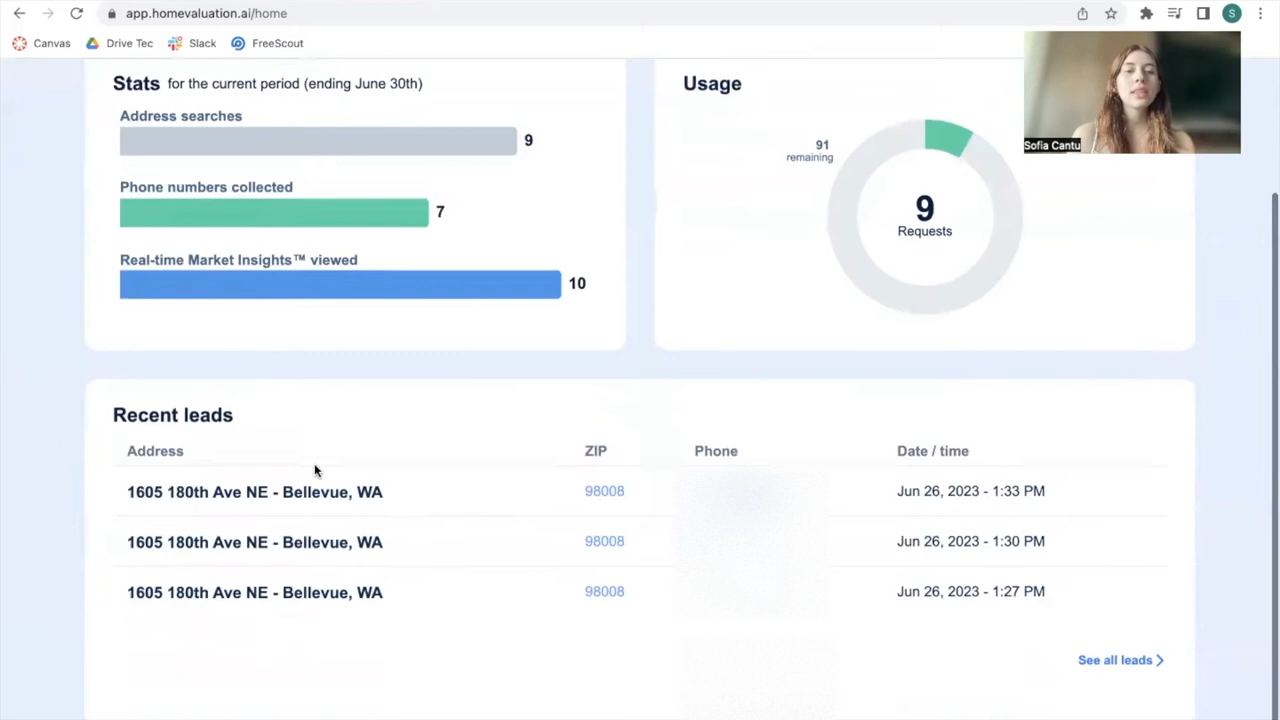 app.homevaluation.ai/home
S
Canvas Drive Tec Slack FreeScout
Stats for the current period (ending June 30th)
Address searches
9
Phone numbers collected
7
Real-time Market Insights™ viewed
10
Usage
91
remaining
9
Requests
Sofia Cantu
Recent leads
Address ZIP Phone Date / time
1605 180th Ave NE - Bellevue, WA 98008 Jun 26, 2023 - 1:33 PM
1605 180th Ave NE - Bellevue, WA 98008 Jun 26, 2023 - 1:30 PM
1605 180th Ave NE - Bellevue, WA 98008 Jun 26, 2023 - 1:27 PM
See all leads